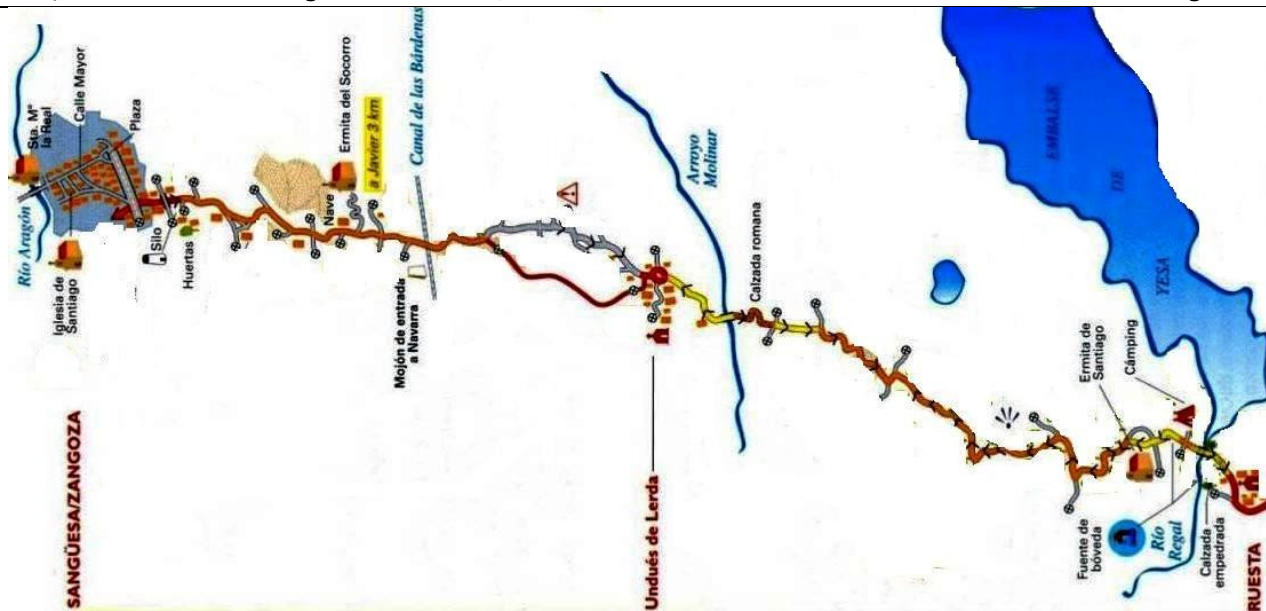 Río Aragón
Sta. Mª
la Real
Calle Mayor
Plaza
Iglesia de
Santiago
Silo
Huertas
Nave
Ermita del Socorro
a Javier 3 km
Canal de las Bárdenas
Mojón de entrada
a Navarra
SANGÜESA/ZANGOZA
Arroyo
Molinar
Calzada romana
Undués de Lerda
EMBALSE
DE
YESA
Ermita de
Santiago
Cámping
Fuente de
bóveda
Río
Regal
Calzada
empedrada
RUESTA